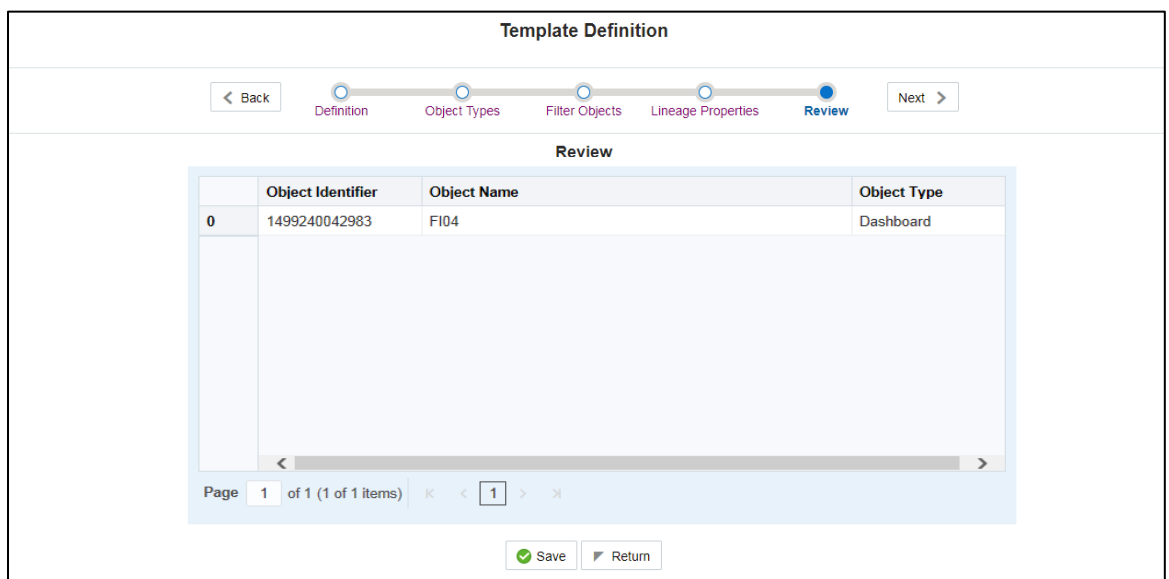 Template Definition
Back
Next
Definition Object Types Filter Objects Lineage Properties Review
Review
Object Identifier Object Name Object Type
0 1499240042983 FI04 Dashboard
Page 1 of 1 (1 of 1 items) 1
Save Return